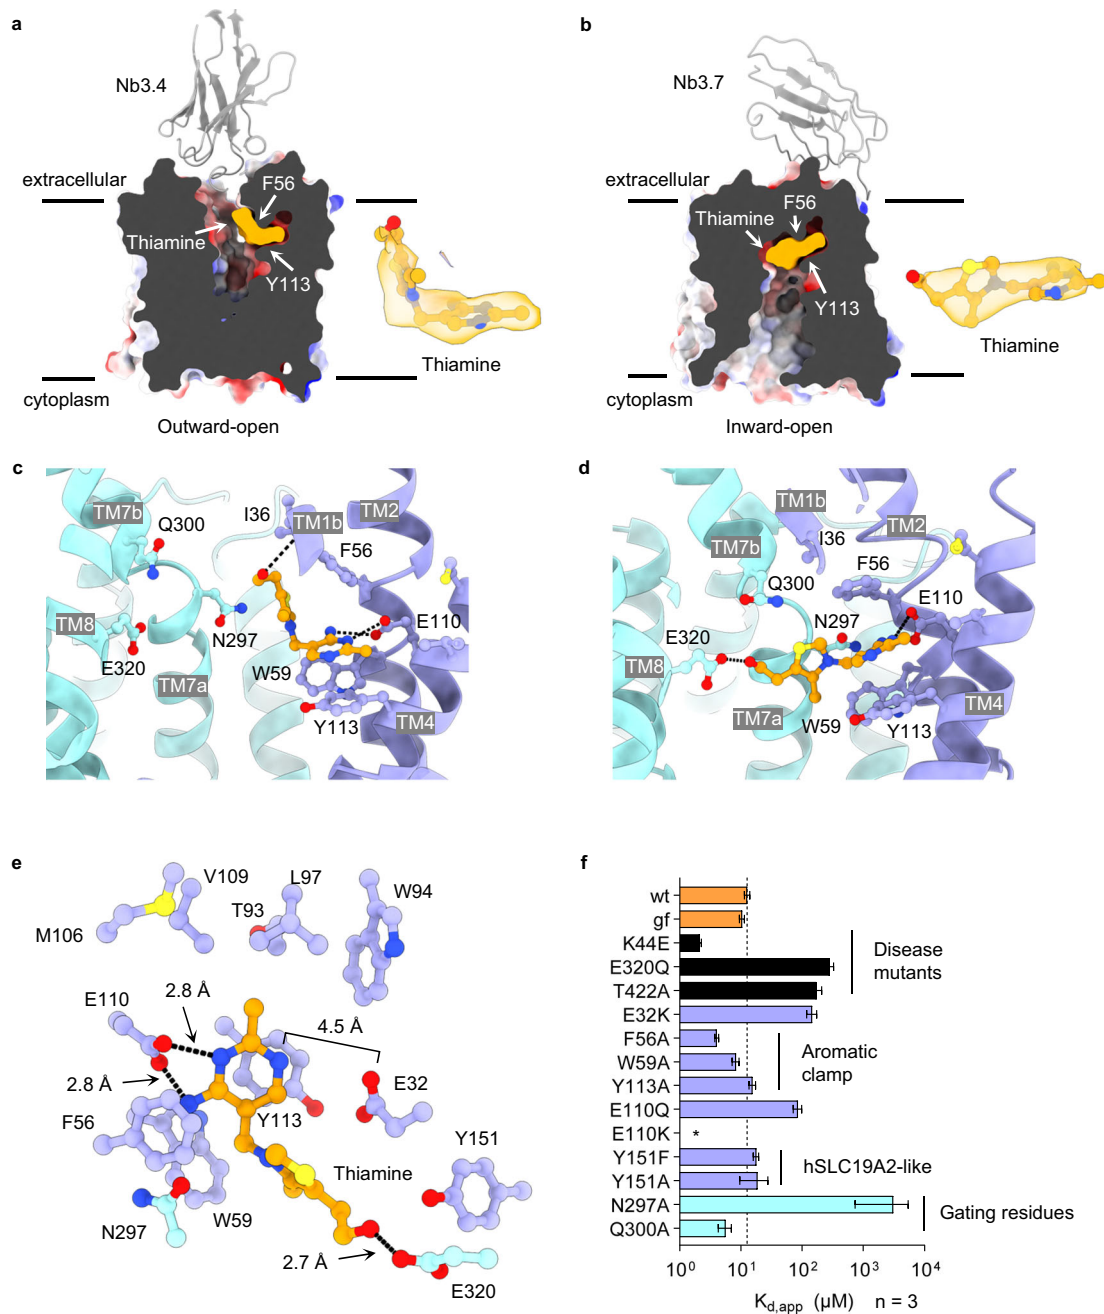 a
Nb3.4
extracellular
F56
Thiamine
Y113
Thiamine
cytoplasm
Outward-open
b
Nb3.7
extracellular
F56
Thiamine
Y113
Thiamine
cytoplasm
Inward-open
c
TM7b
Q300
I36
TM1b
TM2
F56
TM8
N297
E110
E320
W59
TM7a
Y113
TM4
d
TM1b
TM2
TM7b
I36
Q300
F56
E110
N297
E320
TM8
TM7a
W59
Y113
TM4
e
V109
L97
W94
T93
M106
E110
2.8 Å
4.5 Å
2.8 Å
E32
F56
Y113
Y151
Thiamine
N297
W59
2.7 Å
E320
f
wt
gf
K44E
E320Q
T422A
Disease
mutants
E32K
F56A
W59A
Y113A
Aromatic
clamp
E110Q
E110K
*
Y151F
Y151A
hSLC19A2-like
N297A
Q300A
Gating residues
10⁰ 10¹ 10² 10³ 10⁴
K_d,app (µM) n = 3